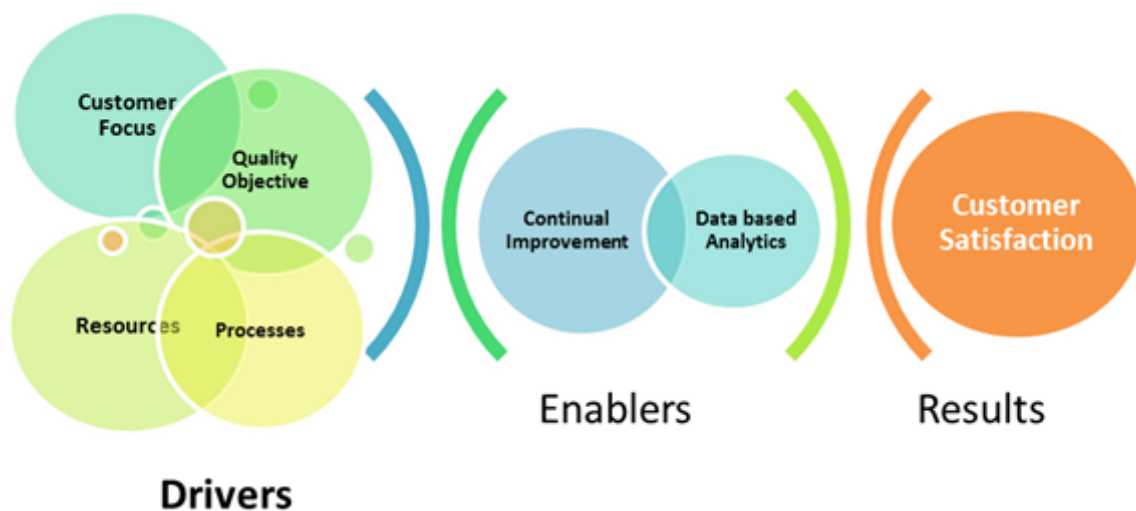 Customer
Focus
Quality
Objective
Resources
Processes
Drivers
Continual
Improvement
Data based
Analytics
Enablers
Customer
Satisfaction
Results